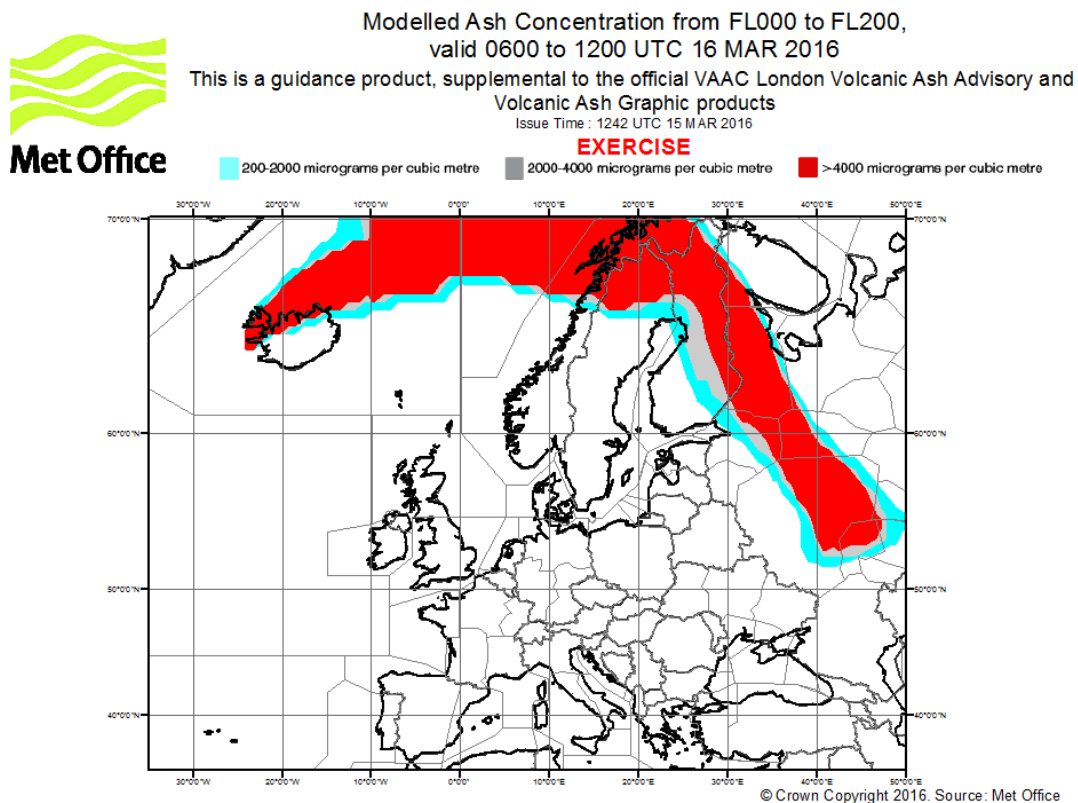 Modelled Ash Concentration from FL000 to FL200,
valid 0600 to 1200 UTC 16 MAR 2016
This is a guidance product, supplemental to the official VAAC London Volcanic Ash Advisory and
Volcanic Ash Graphic products
Issue Time : 1242 UTC 15 MAR 2016
EXERCISE
Met Office
200-2000 micrograms per cubic metre 2000-4000 micrograms per cubic metre >4000 micrograms per cubic metre
30°0'0"W 20°0'0"W 10°0'0"W 0°0'0" 10°0'0"E 20°0'0"E 30°0'0"E 40°0'0"E 50°0'0"E
70°0'0"N 70°0'0"N
60°0'0"N 60°0'0"N
50°0'0"N 50°0'0"N
40°0'0"N 40°0'0"N
30°0'0"W 20°0'0"W 10°0'0"W 0°0'0" 10°0'0"E 20°0'0"E 30°0'0"E 40°0'0"E 50°0'0"E
© Crown Copyright 2016. Source: Met Office